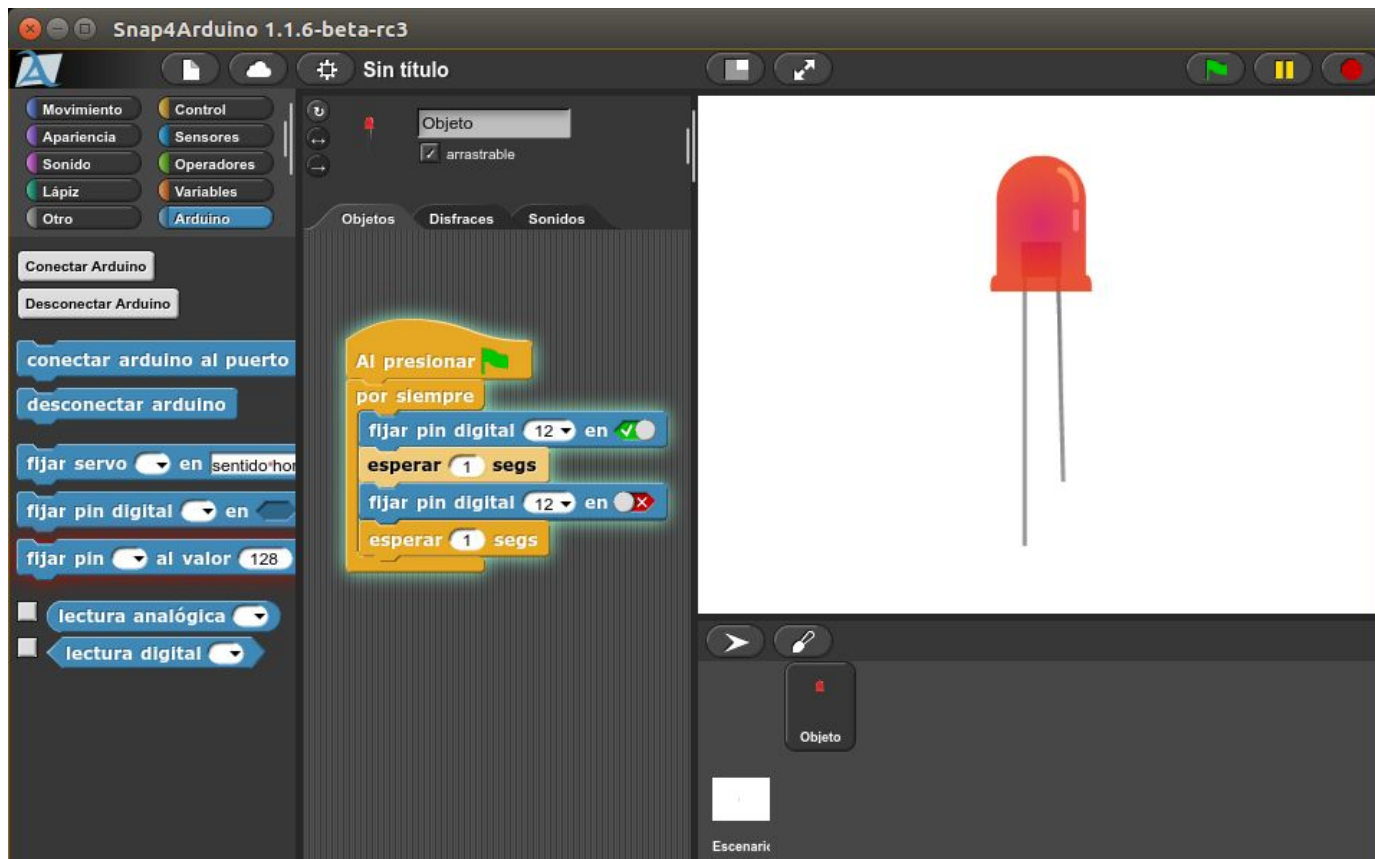 Snap4Arduino 1.1.6-beta-rc3
Sin título
Movimiento Control
Apariencia Sensores
Sonido Operadores
Lápiz Variables
Otro Arduino
Conectar Arduino
Desconectar Arduino
conectar arduino al puerto
desconectar arduino
fijar servo en sentido hor
fijar pin digital en
fijar pin al valor 128
lectura analógica
lectura digital
Objeto
arrastrable
Objetos Disfraces Sonidos
Al presionar
por siempre
fijar pin digital 12 en
esperar 1 segs
fijar pin digital 12 en
esperar 1 segs
Objeto
Escenario